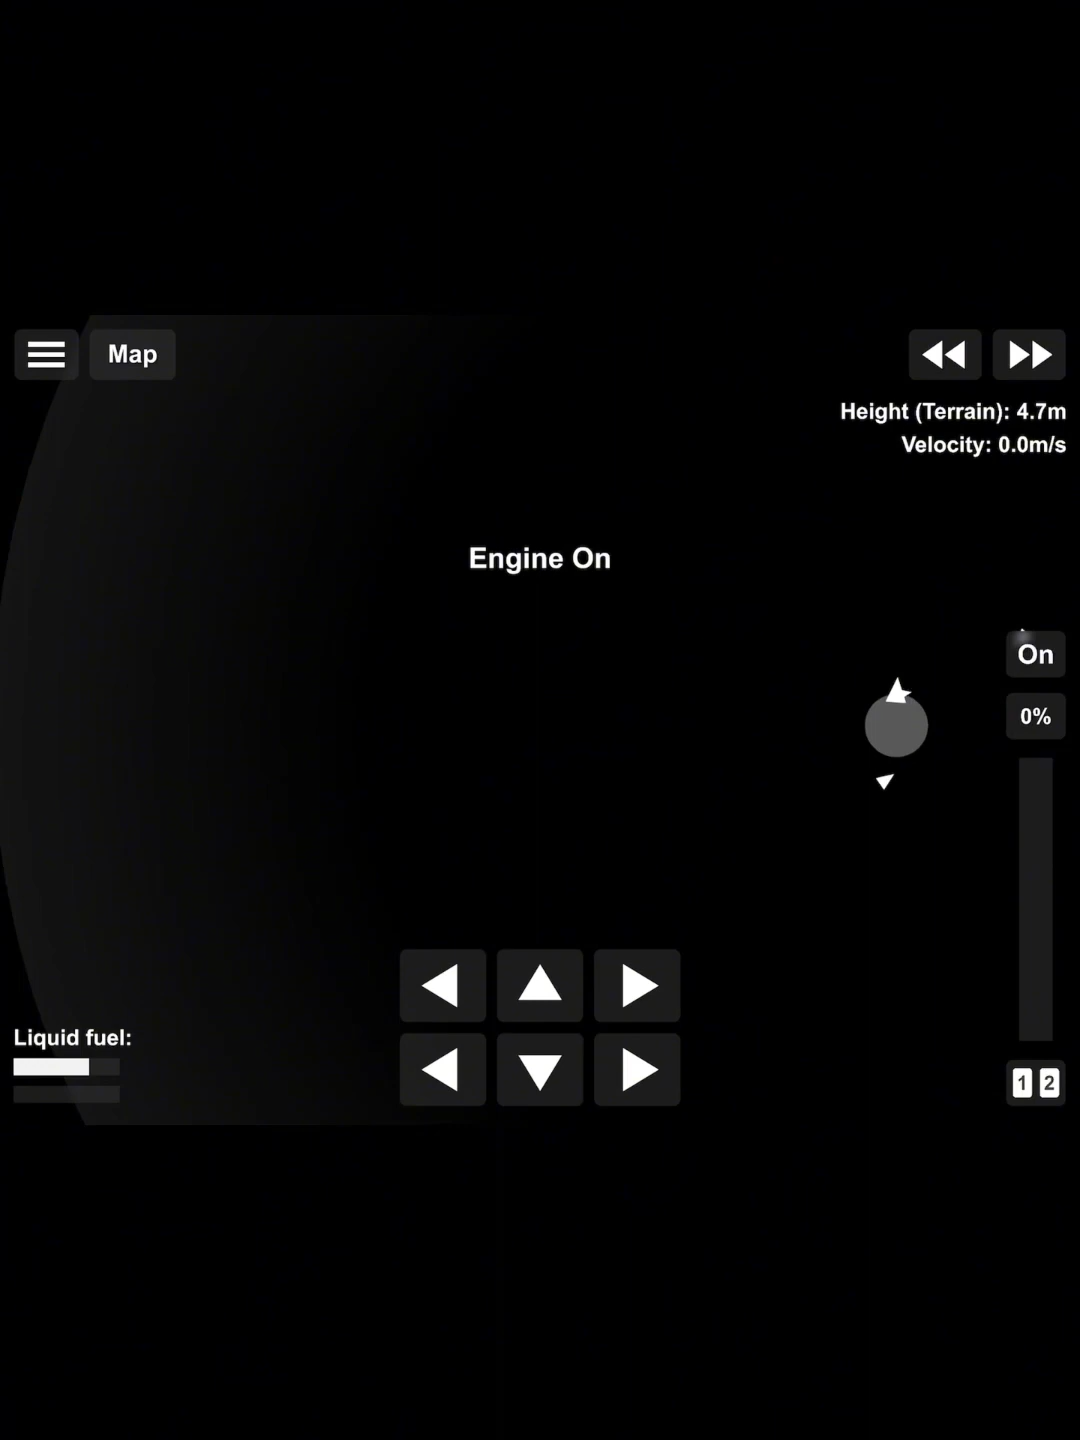 Map
Height (Terrain): 4.7m
Velocity: 0.0m/s
Engine On
On
0%
Liquid fuel:
1 2